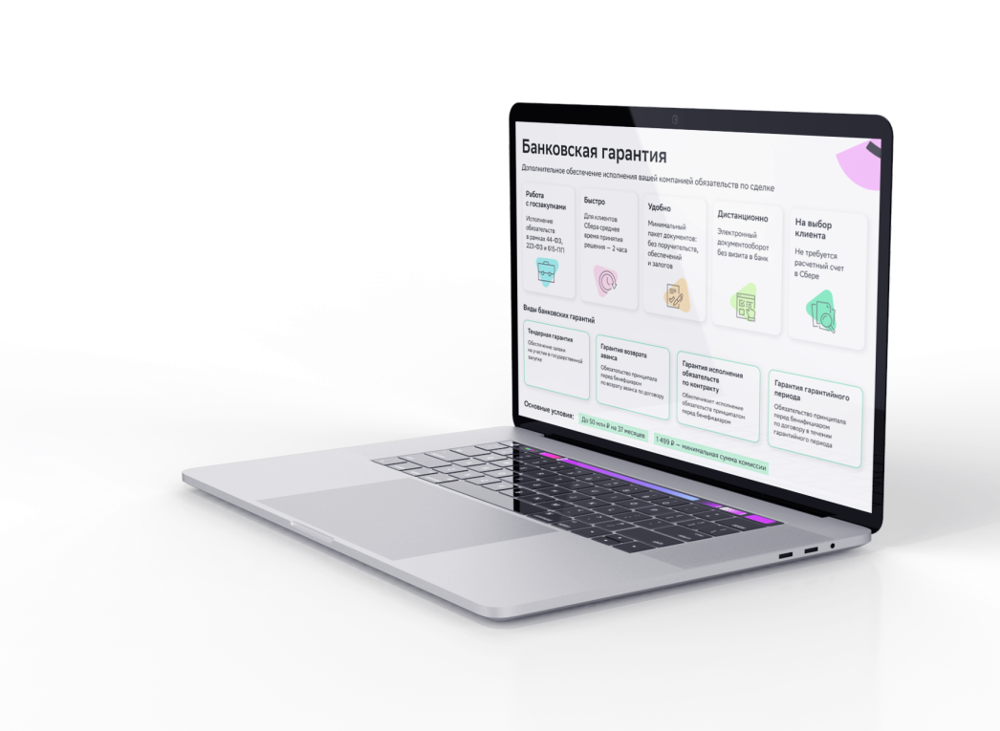 Банковская гарантия
Дополнительное обеспечение исполнения вашей компанией обязательств по сделке
Работа
с госзакупками
Исполнение
обязательств
в рамках 44-ФЗ,
223-ФЗ и 615-ПП
Быстро
Для клиентов
Сбера среднее
время принятия
решения — 2 часа
Удобно
Минимальный
пакет документов:
без поручительств,
обеспечений
и залогов
Дистанционно
Электронный
документооборот
без визита в банк
На выбор
клиента
Не требуется
расчетный счет
в Сбере
Виды банковских гарантий
Тендерная гарантия
Обеспечение заявки
на участие в государственной
закупке
Гарантия возврата
аванса
Обязательство принципала
перед бенефициаром
по возрату аванса по договору
Гарантия исполнения
обязательств
по контракту
Обеспечивает исполнение
обязательств принципалом
перед бенефициаром
Гарантия гарантийного
периода
Обязательство принципала
перед бенефициаром
по договору в течении
гарантийного периода
Основные условия:
До 50 млн ₽ на 37 месяцев
1 499 ₽ — минимальная сумма комиссии